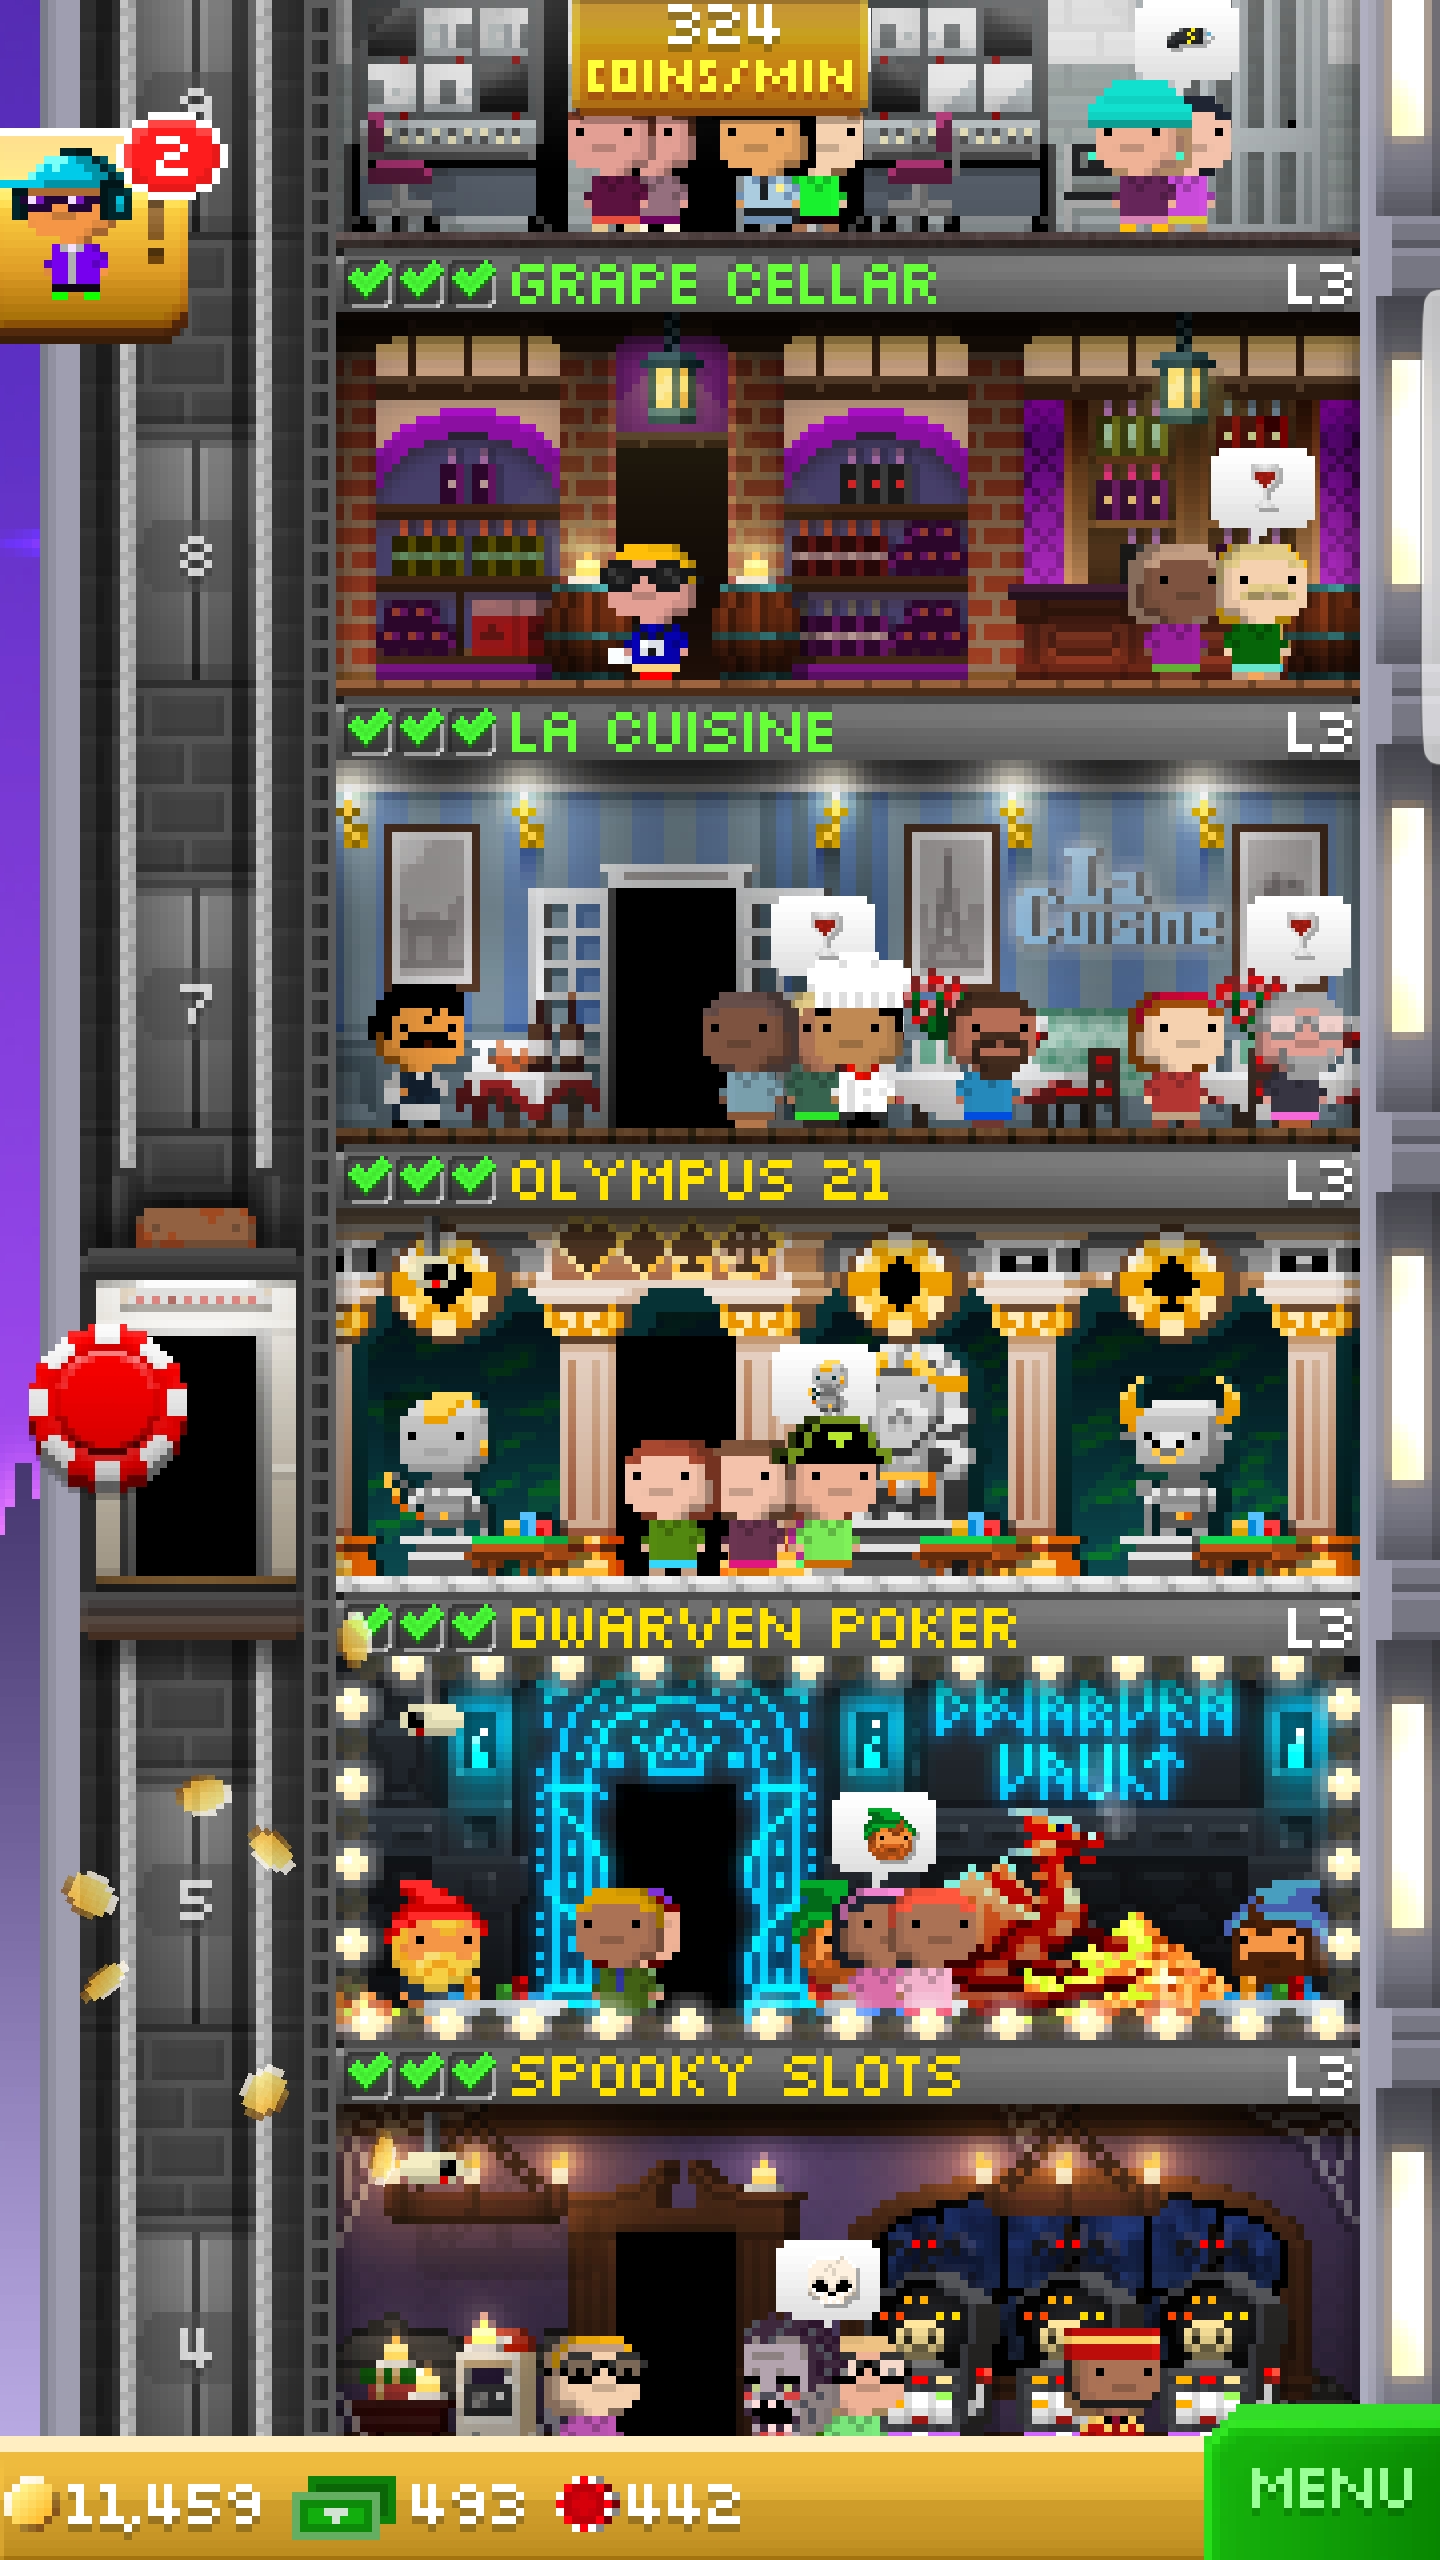 324
COINS/MIN
9
2
!
GRAPE CELLAR L3
8
LA CUISINE L3
La
Cuisine
7
OLYMPUS 21 L3
DWARVEN POKER L3
DWARVEN
VAULT
5
SPOOKY SLOTS L3
4
11,459 493 442
MENU